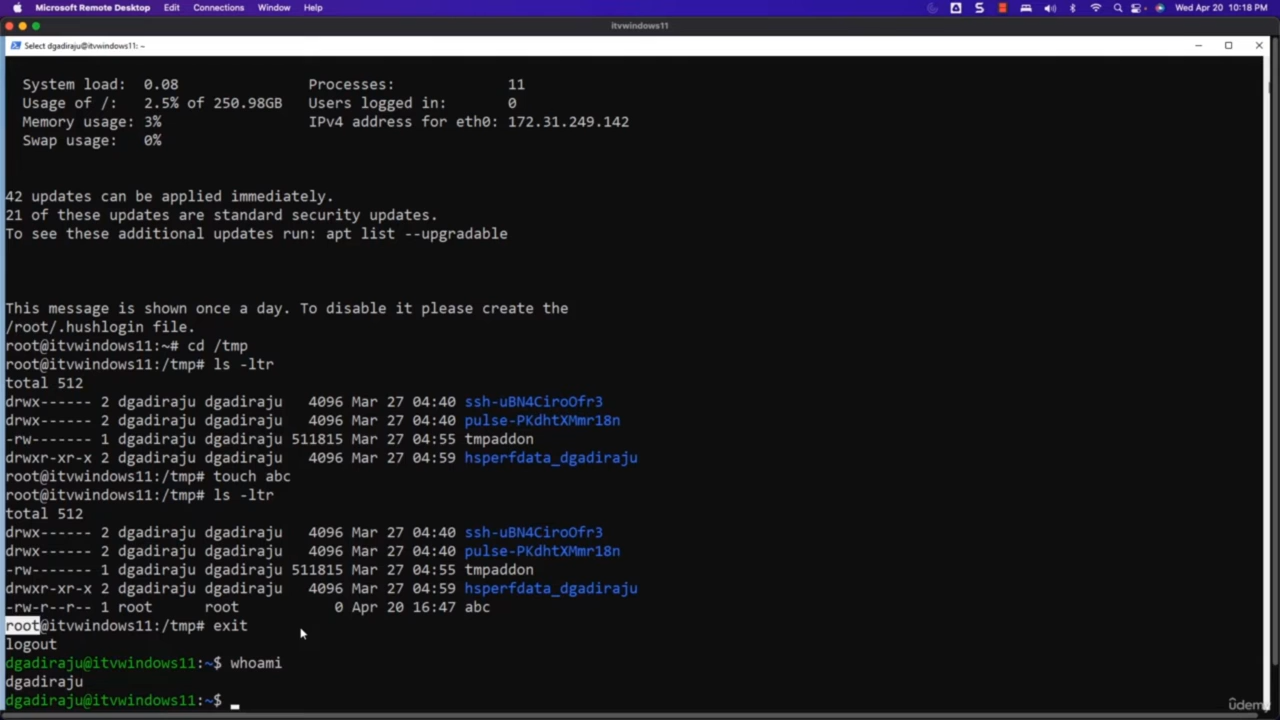 Microsoft Remote Desktop Edit Connections Window Help Wed Apr 20 10:18 PM
itvwindows11
Select dgadiraju@itvwindows11: ~
System load: 0.08 Processes: 11
Usage of /: 2.5% of 250.98GB Users logged in: 0
Memory usage: 3% IPv4 address for eth0: 172.31.249.142
Swap usage: 0%
42 updates can be applied immediately.
21 of these updates are standard security updates.
To see these additional updates run: apt list --upgradable
This message is shown once a day. To disable it please create the
/root/.hushlogin file.
root@itvwindows11:~# cd /tmp
root@itvwindows11:/tmp# ls -ltr
total 512
drwx------ 2 dgadiraju dgadiraju 4096 Mar 27 04:40 ssh-uBN4CiroOfr3
drwx------ 2 dgadiraju dgadiraju 4096 Mar 27 04:40 pulse-PKdhtXMmr18n
-rw------- 1 dgadiraju dgadiraju 511815 Mar 27 04:55 tmpaddon
drwxr-xr-x 2 dgadiraju dgadiraju 4096 Mar 27 04:59 hsperfdata_dgadiraju
root@itvwindows11:/tmp# touch abc
root@itvwindows11:/tmp# ls -ltr
total 512
drwx------ 2 dgadiraju dgadiraju 4096 Mar 27 04:40 ssh-uBN4CiroOfr3
drwx------ 2 dgadiraju dgadiraju 4096 Mar 27 04:40 pulse-PKdhtXMmr18n
-rw------- 1 dgadiraju dgadiraju 511815 Mar 27 04:55 tmpaddon
drwxr-xr-x 2 dgadiraju dgadiraju 4096 Mar 27 04:59 hsperfdata_dgadiraju
-rw-r--r-- 1 root root 0 Apr 20 16:47 abc
root@itvwindows11:/tmp# exit
logout
dgadiraju@itvwindows11:~$ whoami
dgadiraju
dgadiraju@itvwindows11:~$
ûdemy